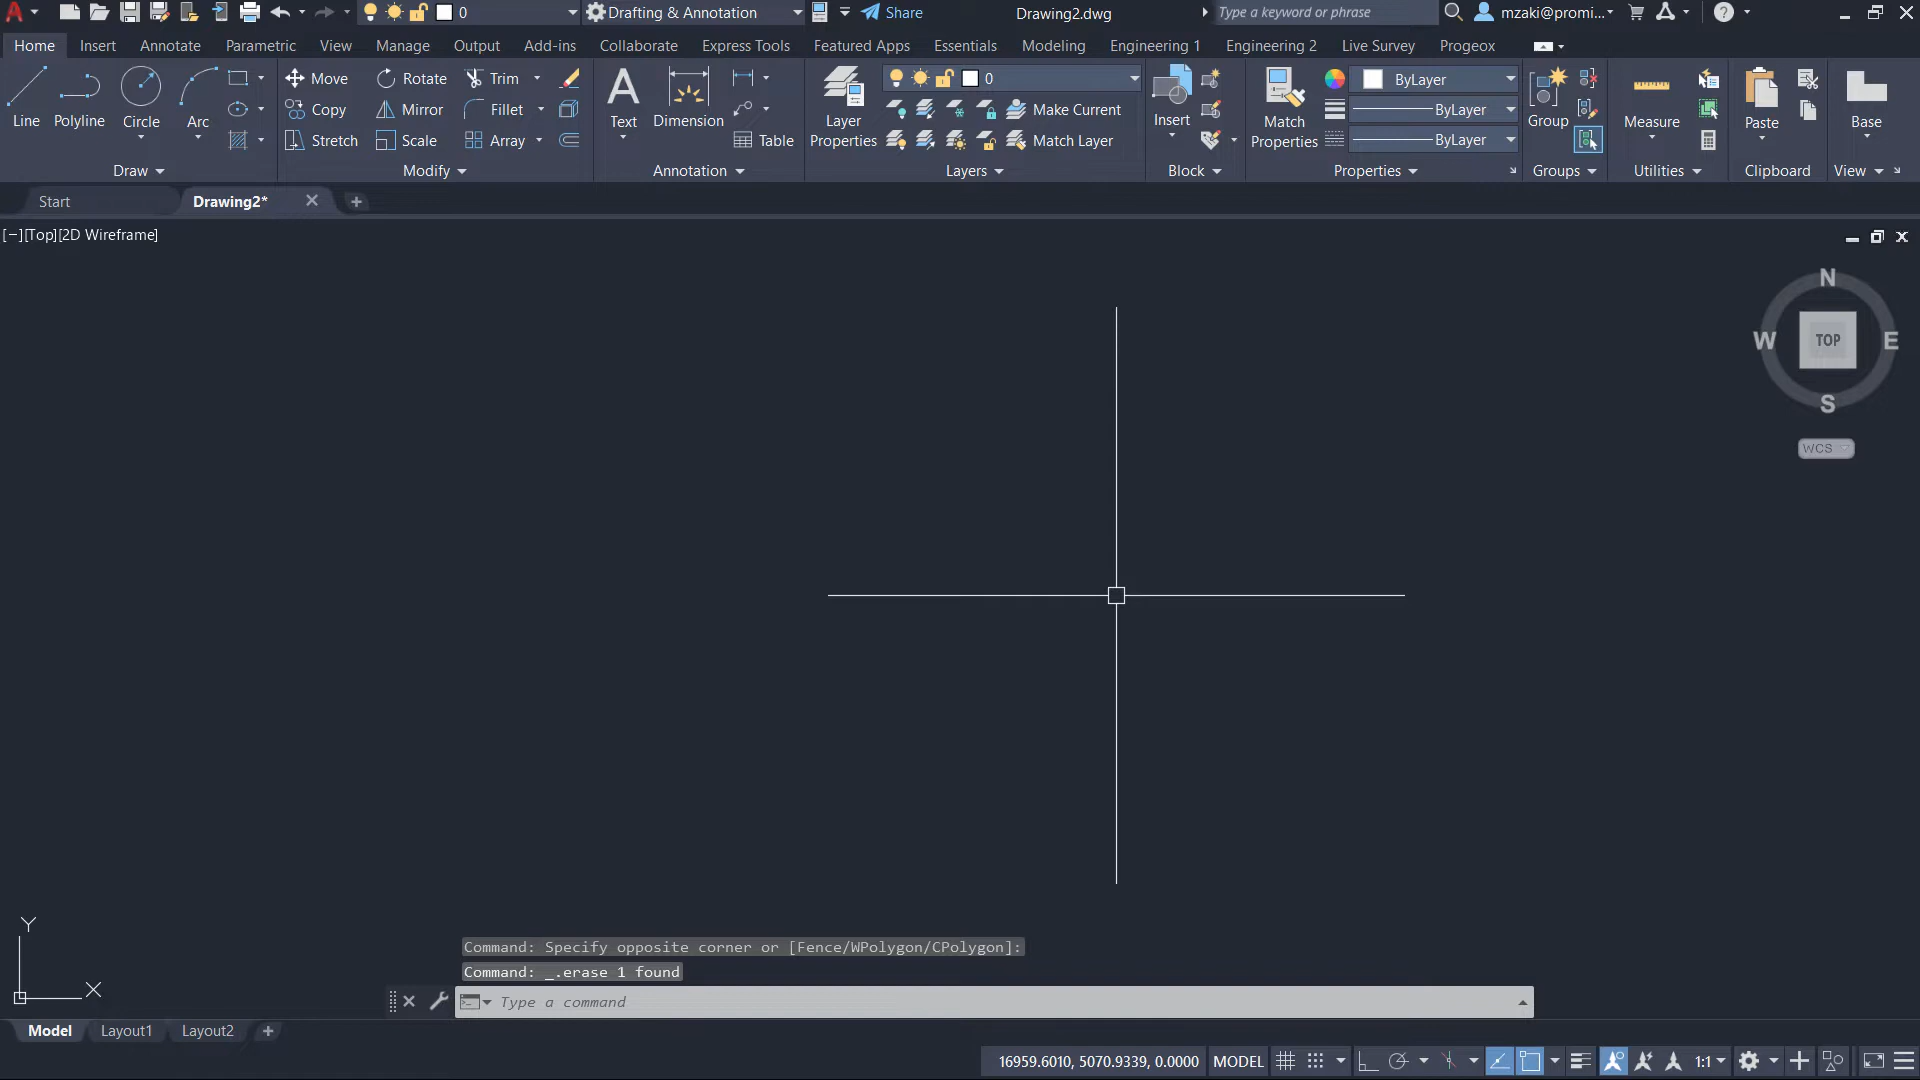 0 Drafting & Annotation Share Drawing2.dwg Type a keyword or phrase mzaki@promi...
Home Insert Annotate Parametric View Manage Output Add-ins Collaborate Express Tools Featured Apps Essentials Modeling Engineering 1 Engineering 2 Live Survey Progeox
Move Rotate Trim 0 ByLayer
Copy Mirror Fillet Make Current ByLayer
Line Polyline Circle Arc Text Dimension Layer Properties Insert Match Properties Group Measure Paste Base
Stretch Scale Array Table Match Layer ByLayer
Draw Modify Annotation Layers Block Properties Groups Utilities Clipboard View
Start Drawing2*
[−][Top][2D Wireframe]
N
W TOP E
S
WCS
Y
X
Command: Specify opposite corner or [Fence/WPolygon/CPolygon]:
Command: _.erase 1 found
Type a command
Model Layout1 Layout2
16959.6010, 5070.9339, 0.0000 MODEL 1:1